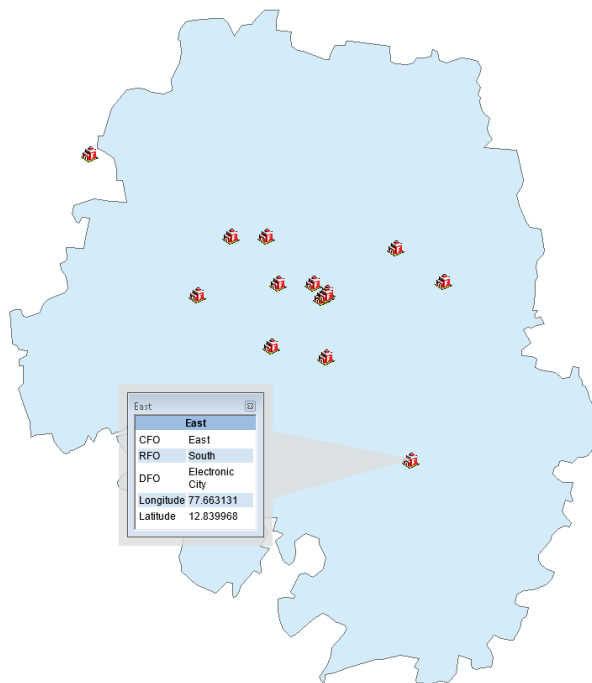 East
East
CFO East
RFO South
DFO Electronic
City
Longitude 77.663131
Latitude 12.839968